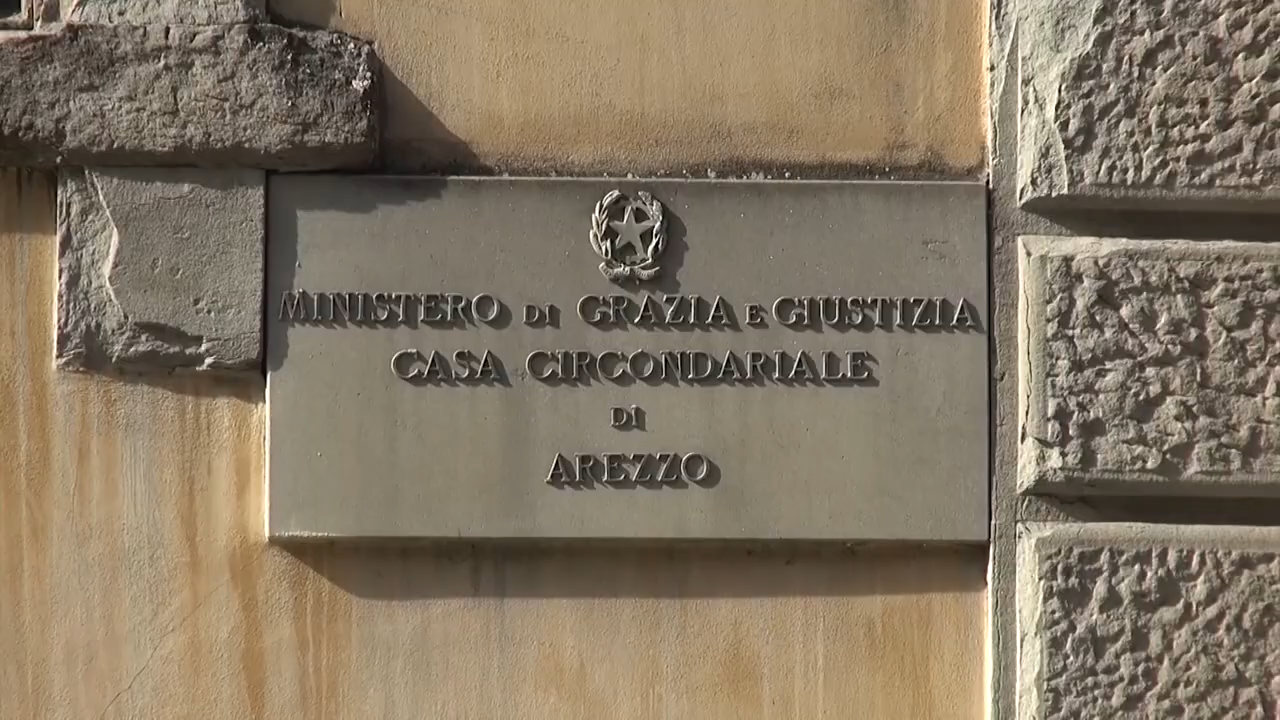 MINISTERO DI GRAZIA E GIUSTIZIA
CASA CIRCONDARIALE
DI
AREZZO